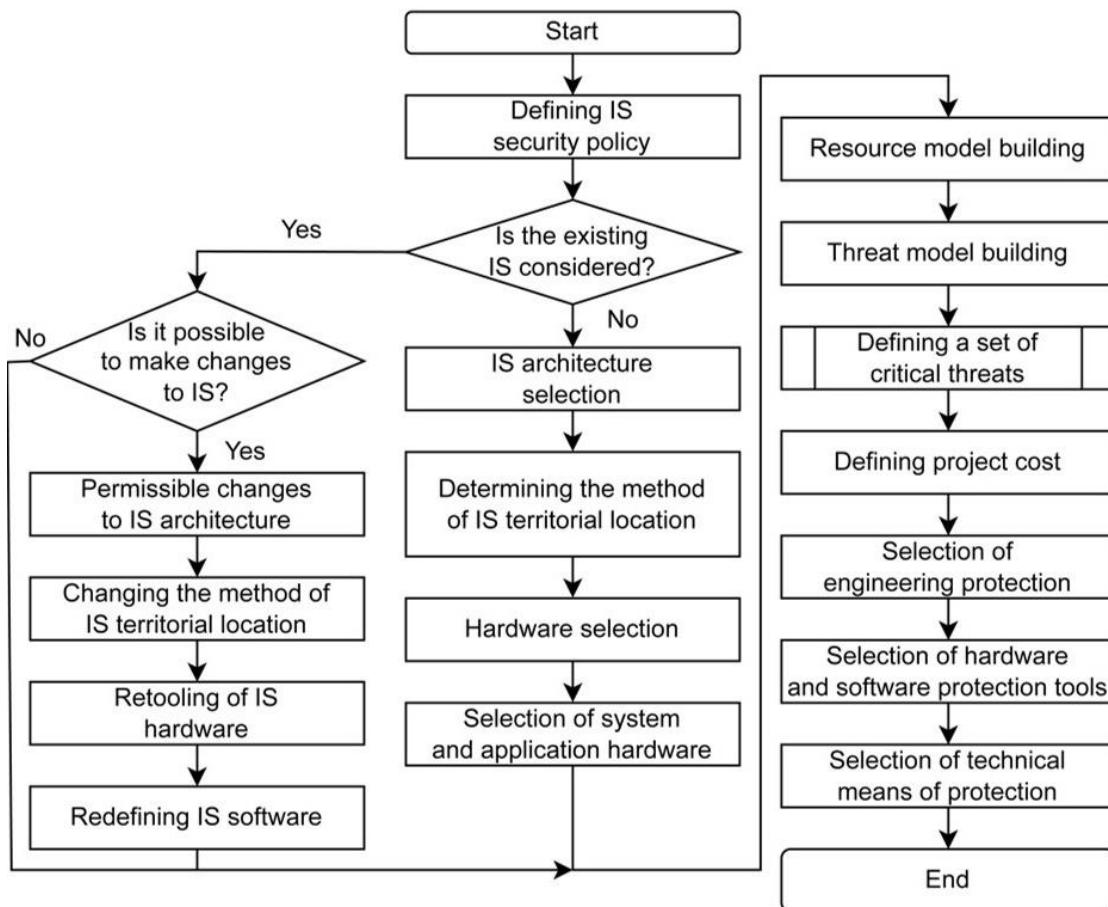 Start
Defining IS
security policy
Is the existing
IS considered?
Yes
No
Is it possible
to make changes
to IS?
No
Yes
Permissible changes
to IS architecture
Changing the method of
IS territorial location
Retooling of IS
hardware
Redefining IS software
IS architecture
selection
Determining the method
of IS territorial location
Hardware selection
Selection of system
and application hardware
Resource model building
Threat model building
Defining a set of
critical threats
Defining project cost
Selection of
engineering protection
Selection of hardware
and software protection tools
Selection of technical
means of protection
End